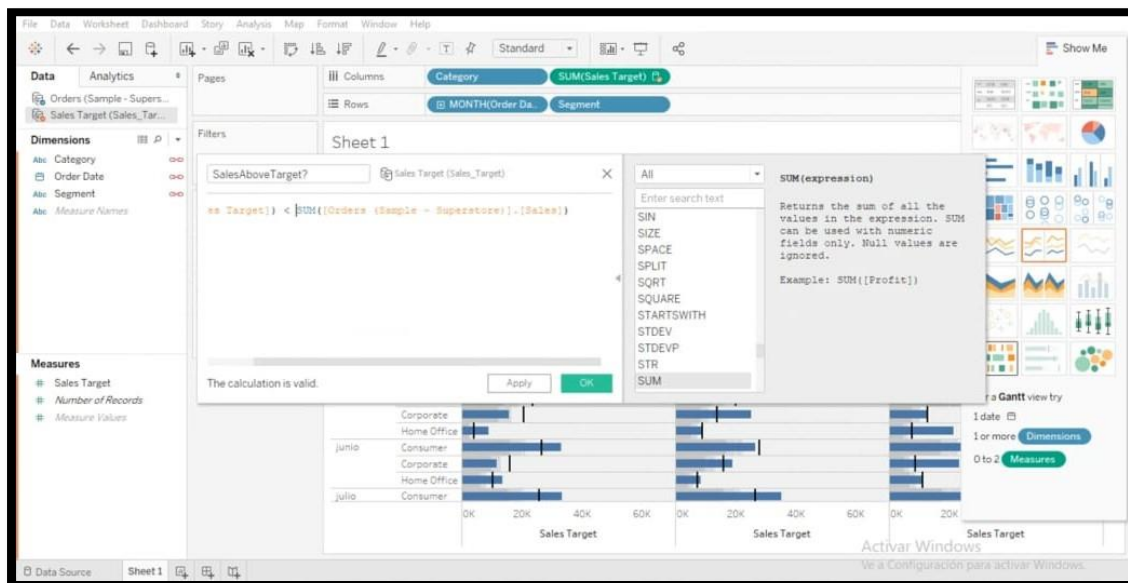 File Data Worksheet Dashboard Story Analysis Map Format Window Help
Standard
Show Me
Data Analytics
Pages
Columns Category SUM(Sales Target)
Orders (Sample - Supers...
Sales Target (Sales_Tar...
Rows MONTH(Order Da.. Segment
Dimensions
Filters
Sheet 1
Abc Category
Order Date
Abc Segment
Abc Measure Names
SalesAboveTarget? Sales Target (Sales_Target)
es Target]) < SUM([Orders (Sample - Superstore)].[Sales])
The calculation is valid. Apply OK
All
Enter search text
SIN
SIZE
SPACE
SPLIT
SQRT
SQUARE
STARTSWITH
STDEV
STDEVP
STR
SUM
SUM(expression)
Returns the sum of all the
values in the expression. SUM
can be used with numeric
fields only. Null values are
ignored.
Example: SUM([Profit])
Measures
# Sales Target
# Number of Records
# Measure Values
a Gantt view try
1 date
1 or more Dimensions
0 to 2 Measures
Corporate
Home Office
junio Consumer
Corporate
Home Office
julio Consumer
0K 20K 40K 60K 0K 20K 40K 60K 0K 20K
Sales Target Sales Target Sales Target
Activar Windows
Ve a Configuración para activar Windows.
Data Source Sheet 1